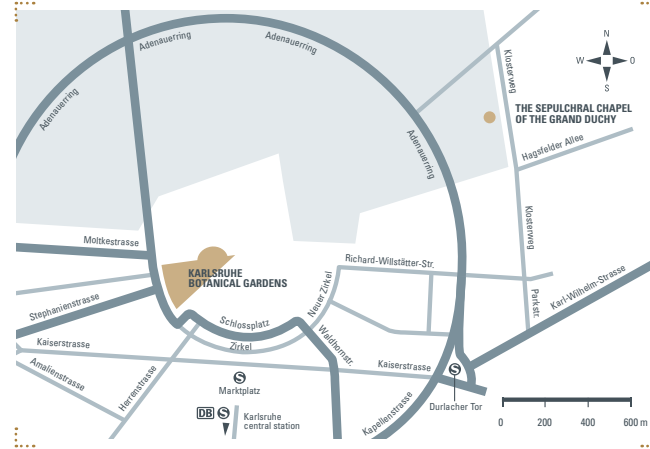 Adenauerring
Adenauerring
Adenauerring
Adenauerring
Klosterweg
N
W
O
S
THE SEPULCHRAL CHAPEL
OF THE GRAND DUCHY
Hagsfelder Allee
Klosterweg
Moltkestrasse
KARLSRUHE
BOTANICAL GARDENS
Richard-Willstätter-Str.
Neuer Zirkel
Parkstr.
Karl-Wilhelm-Strasse
Stephanienstrasse
Schlossplatz
Zirkel
Waldhornstr.
Kaiserstrasse
Kaiserstrasse
Amalienstrasse
Herrenstrasse
S
Marktplatz
S
Durlacher Tor
Kapellenstrasse
DB S
Karlsruhe
central station
0 200 400 600 m